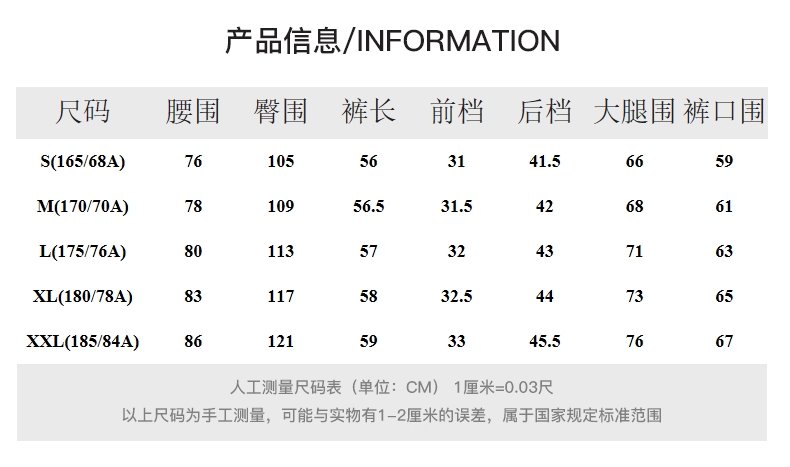 产品信息/INFORMATION
尺码 腰围 臀围 裤长 前档 后档 大腿围 裤口围
S(165/68A) 76 105 56 31 41.5 66 59
M(170/70A) 78 109 56.5 31.5 42 68 61
L(175/76A) 80 113 57 32 43 71 63
XL(180/78A) 83 117 58 32.5 44 73 65
XXL(185/84A) 86 121 59 33 45.5 76 67
人工测量尺码表（单位：CM） 1厘米=0.03尺
以上尺码为手工测量，可能与实物有1-2厘米的误差，属于国家规定标准范围